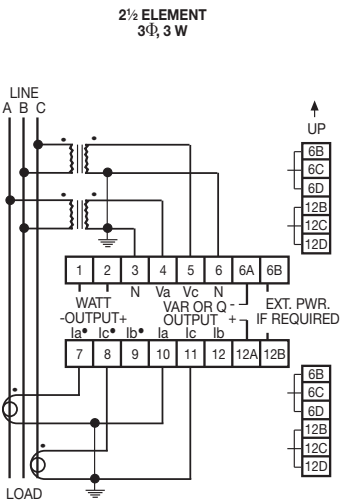 2½ ELEMENT
3Φ, 3 W
LINE
A B C
UP
6B
6C
6D
12B
12C
12D
1 2 3 4 5 6 6A 6B
N Va Vc N
WATT
-OUTPUT+
VAR OR Q -
OUTPUT +
EXT. PWR.
IF REQUIRED
Ia• Ic• Ib• Ia Ic Ib
7 8 9 10 11 12 12A 12B
6B
6C
6D
12B
12C
12D
LOAD